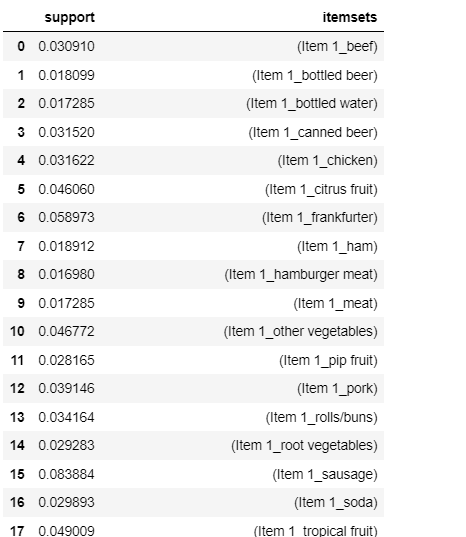 support itemsets
0 0.030910 (Item 1_beef)
1 0.018099 (Item 1_bottled beer)
2 0.017285 (Item 1_bottled water)
3 0.031520 (Item 1_canned beer)
4 0.031622 (Item 1_chicken)
5 0.046060 (Item 1_citrus fruit)
6 0.058973 (Item 1_frankfurter)
7 0.018912 (Item 1_ham)
8 0.016980 (Item 1_hamburger meat)
9 0.017285 (Item 1_meat)
10 0.046772 (Item 1_other vegetables)
11 0.028165 (Item 1_pip fruit)
12 0.039146 (Item 1_pork)
13 0.034164 (Item 1_rolls/buns)
14 0.029283 (Item 1_root vegetables)
15 0.083884 (Item 1_sausage)
16 0.029893 (Item 1_soda)
17 0.049009 (Item 1_tropical fruit)